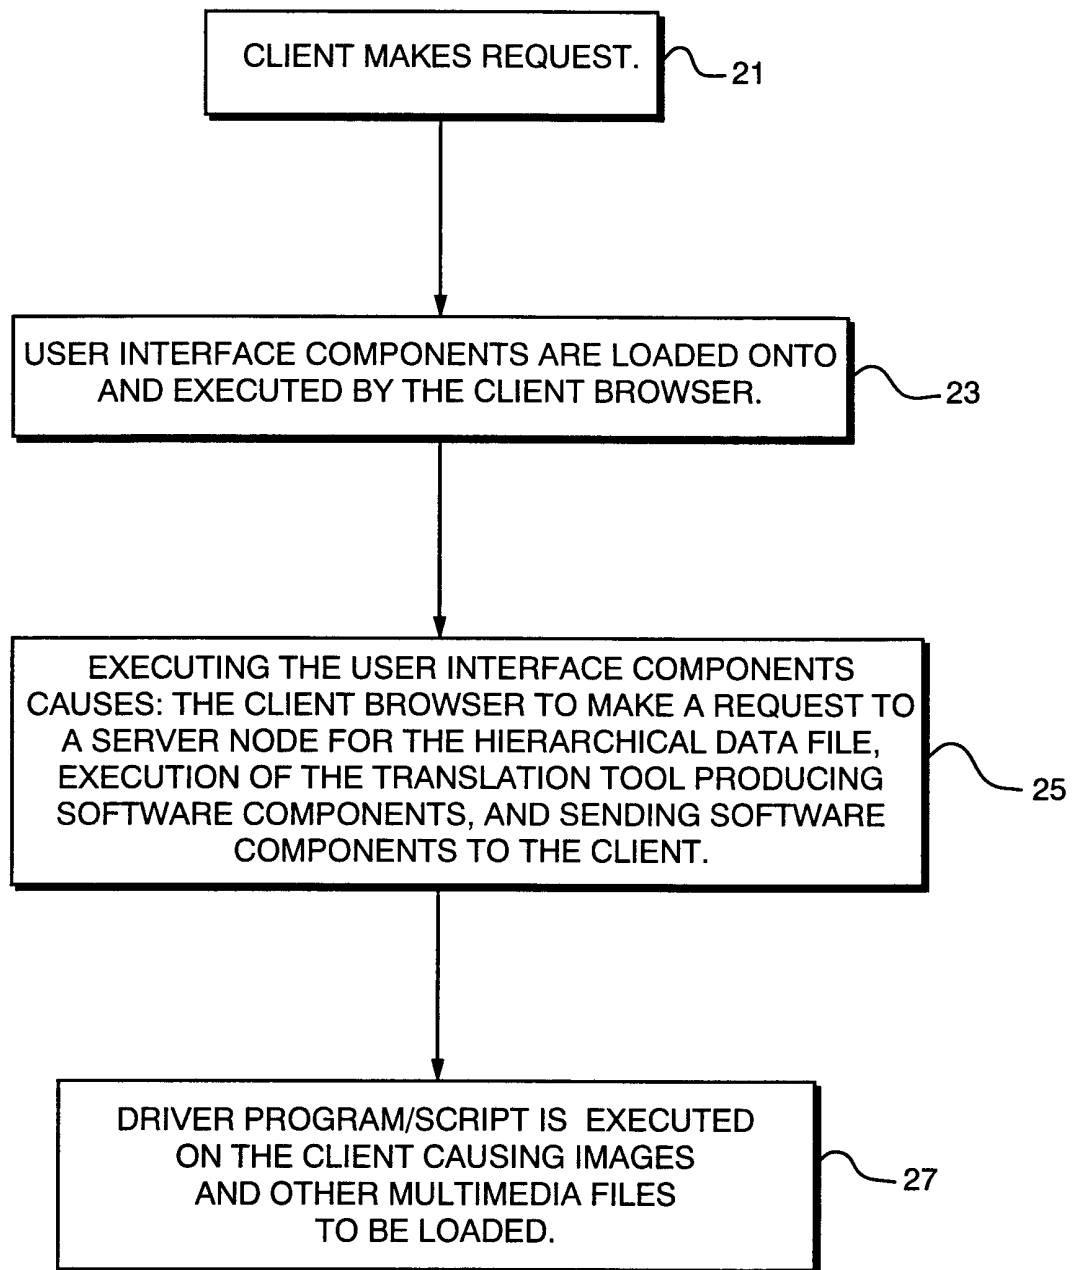 CLIENT MAKES REQUEST.
21
USER INTERFACE COMPONENTS ARE LOADED ONTO
AND EXECUTED BY THE CLIENT BROWSER.
23
EXECUTING THE USER INTERFACE COMPONENTS
CAUSES: THE CLIENT BROWSER TO MAKE A REQUEST TO
A SERVER NODE FOR THE HIERARCHICAL DATA FILE,
EXECUTION OF THE TRANSLATION TOOL PRODUCING
SOFTWARE COMPONENTS, AND SENDING SOFTWARE
COMPONENTS TO THE CLIENT.
25
DRIVER PROGRAM/SCRIPT IS EXECUTED
ON THE CLIENT CAUSING IMAGES
AND OTHER MULTIMEDIA FILES
TO BE LOADED.
27